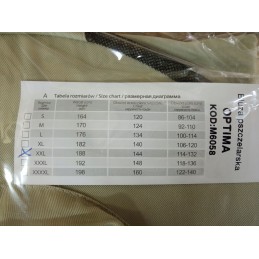 A Tabela rozmiarów / Size chart / размерная диаграмма
S 164 120 96-104
M 170 124 92-110
L 176 134 100-114
XL 182 140 106-120
XXL 188 144 114-132
XXXL 192 148 118-136
XXXXL 198 160 122-140
X
Bluza pszczelarska
OPTIMA
KOD:M6058